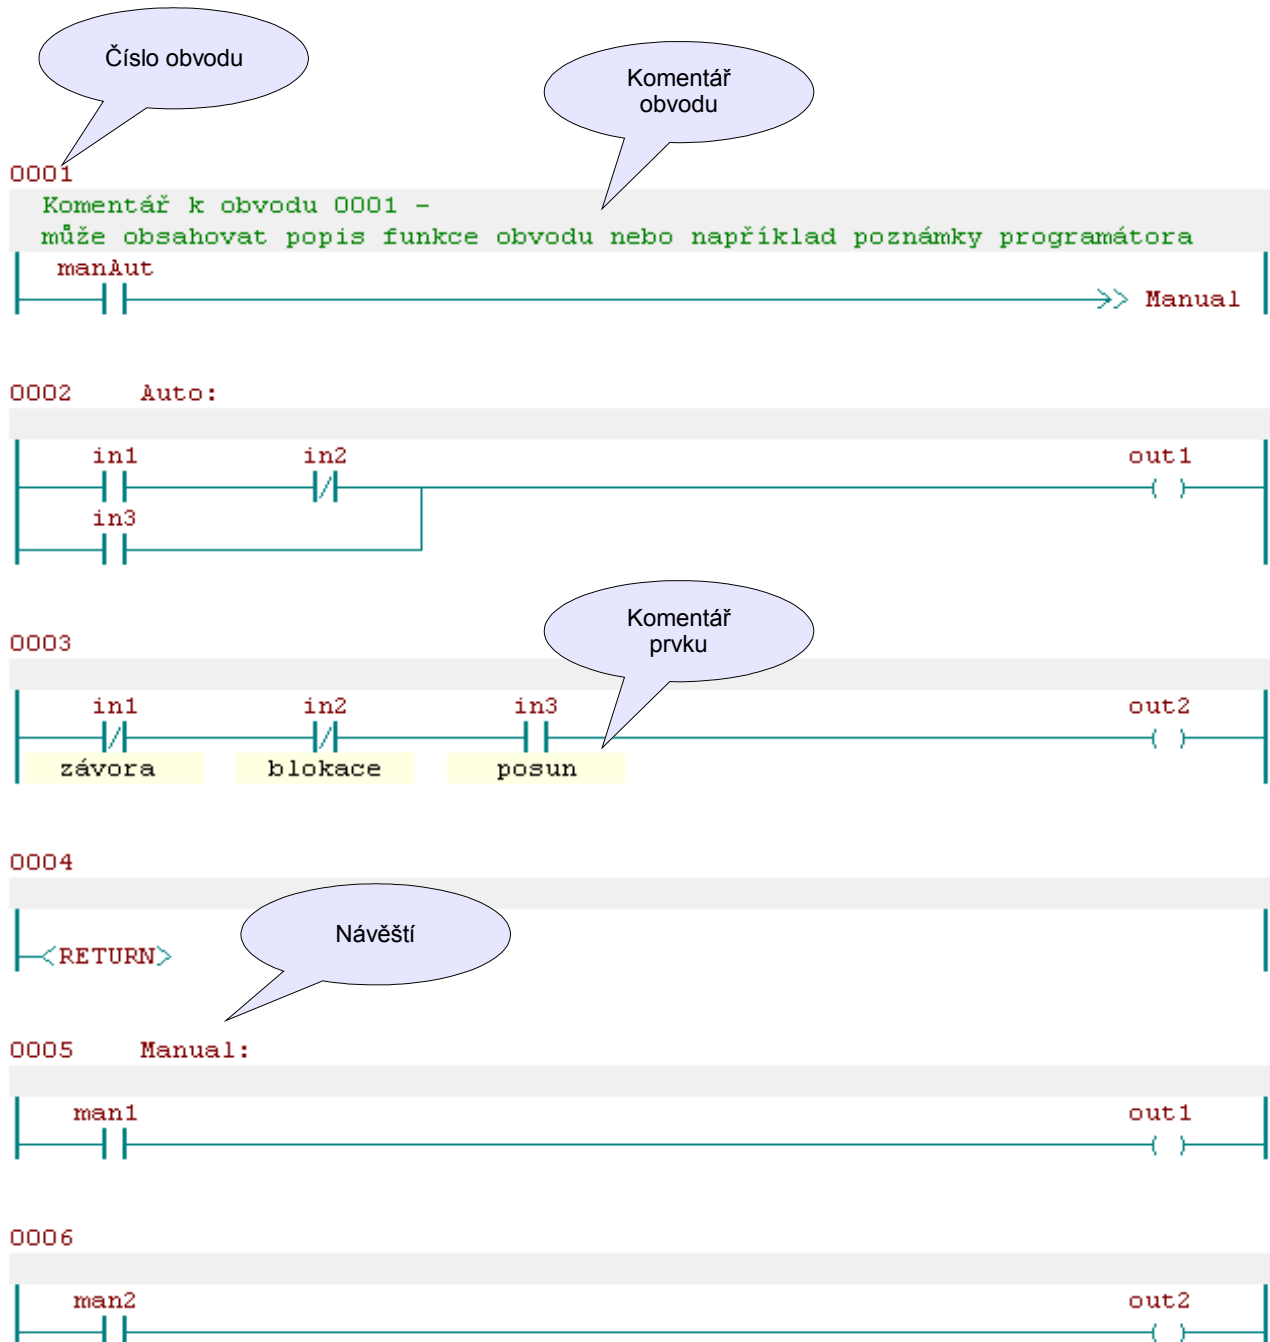 Číslo obvodu
Komentář
obvodu
0001
Komentář k obvodu 0001 -
může obsahovat popis funkce obvodu nebo například poznámky programátora
manAut
Manual
0002 Auto:
in1 in2 out1
in3
Komentář
prvku
0003
in1 in2 in3 out2
závora blokace posun
0004
Návěští
<RETURN>
0005 Manual:
man1 out1
0006
man2 out2